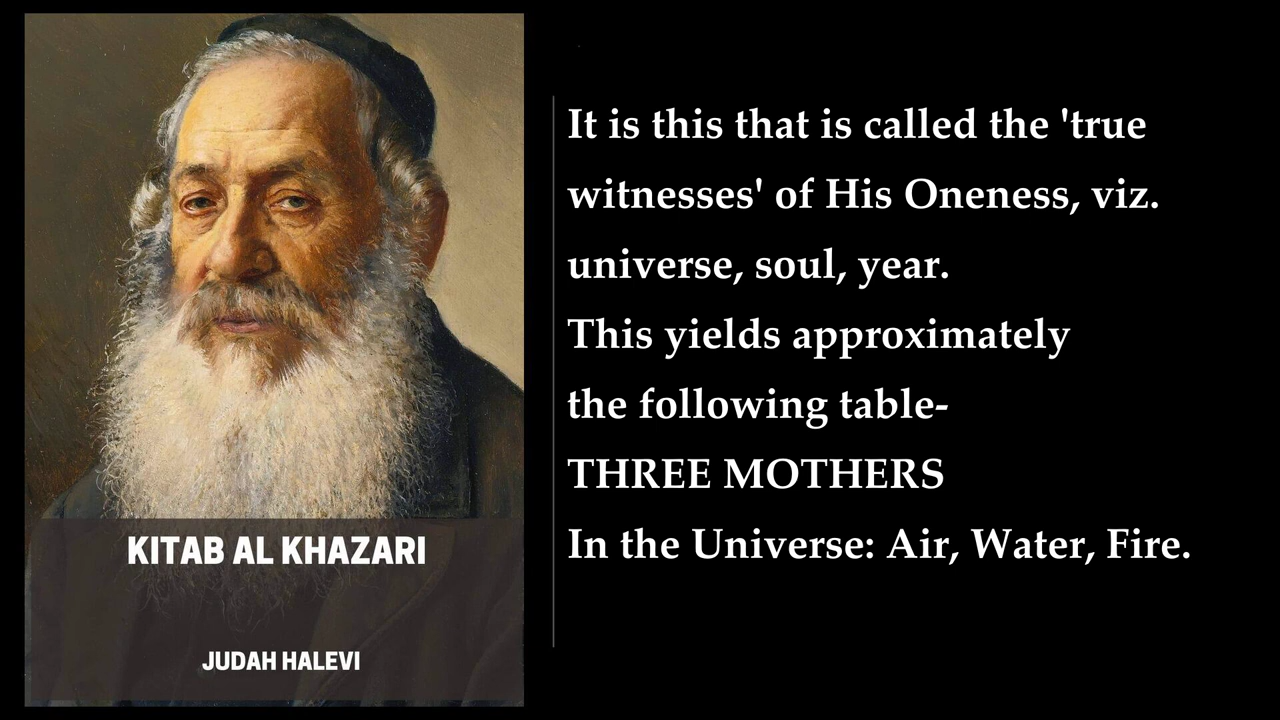 KITAB AL KHAZARI
JUDAH HALEVI
It is this that is called the 'true
witnesses' of His Oneness, viz.
universe, soul, year.
This yields approximately
the following table-
THREE MOTHERS
In the Universe: Air, Water, Fire.